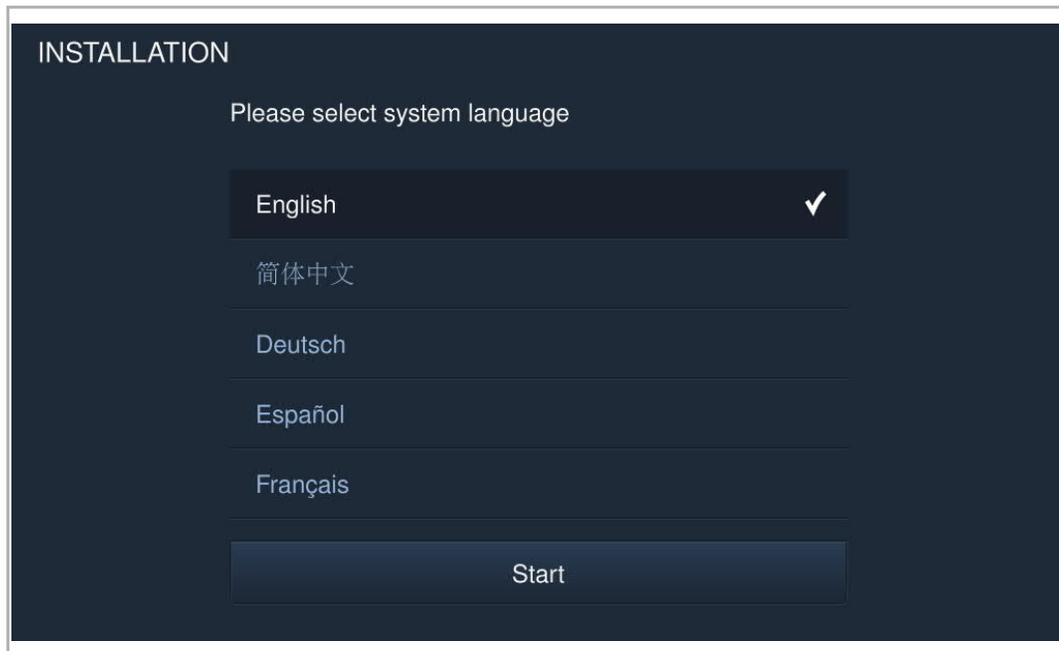 INSTALLATION
Please select system language
English
简体中文
Deutsch
Español
Français
Start